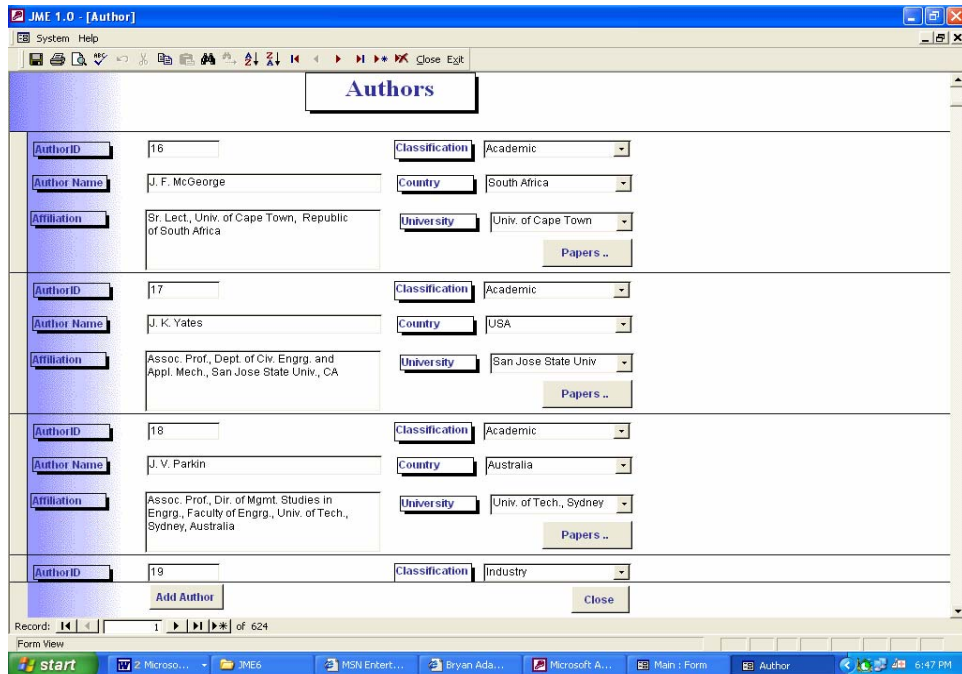 JME 1.0 - [Author]
System Help
Close Exit
Authors
AuthorID 16 Classification Academic
Author Name J. F. McGeorge Country South Africa
Affiliation Sr. Lect., Univ. of Cape Town, Republic University Univ. of Cape Town
of South Africa
Papers ..
AuthorID 17 Classification Academic
Author Name J. K. Yates Country USA
Affiliation Assoc. Prof., Dept. of Civ. Engrg. and University San Jose State Univ
Appl. Mech., San Jose State Univ., CA
Papers ..
AuthorID 18 Classification Academic
Author Name J. V. Parkin Country Australia
Affiliation Assoc. Prof., Dir. of Mgmt. Studies in University Univ. of Tech., Sydney
Engrg., Faculty of Engrg., Univ. of Tech.,
Sydney, Australia
Papers ..
AuthorID 19 Classification Industry
Add Author Close
Record: 1 of 624
Form View
start 2 Microso... JME6 MSN Entert... Bryan Ada... Microsoft A... Main : Form Author 6:47 PM